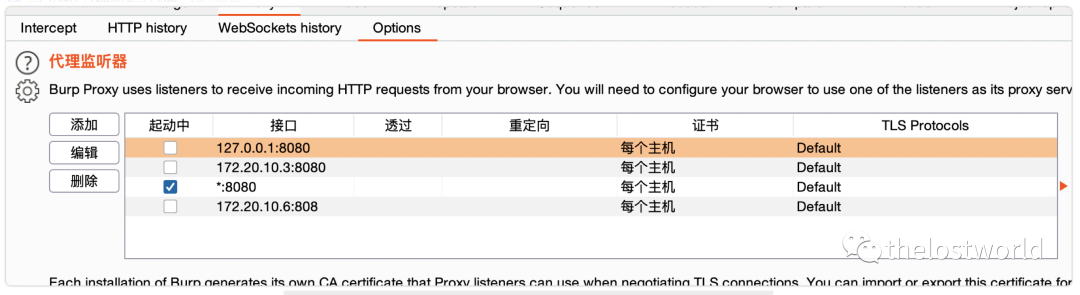 Intercept HTTP history WebSockets history Options
代理监听器
Burp Proxy uses listeners to receive incoming HTTP requests from your browser. You will need to configure your browser to use one of the listeners as its proxy serv
添加 起动中 接口 透过 重定向 证书 TLS Protocols
编辑 127.0.0.1:8080 每个主机 Default
172.20.10.3:8080 每个主机 Default
删除 *:8080 每个主机 Default
172.20.10.6:808 每个主机 Default
thelostworld
Each installation of Burp generates its own CA certificate that Proxy listeners can use when negotiating TLS connections. You can import or export this certificate for